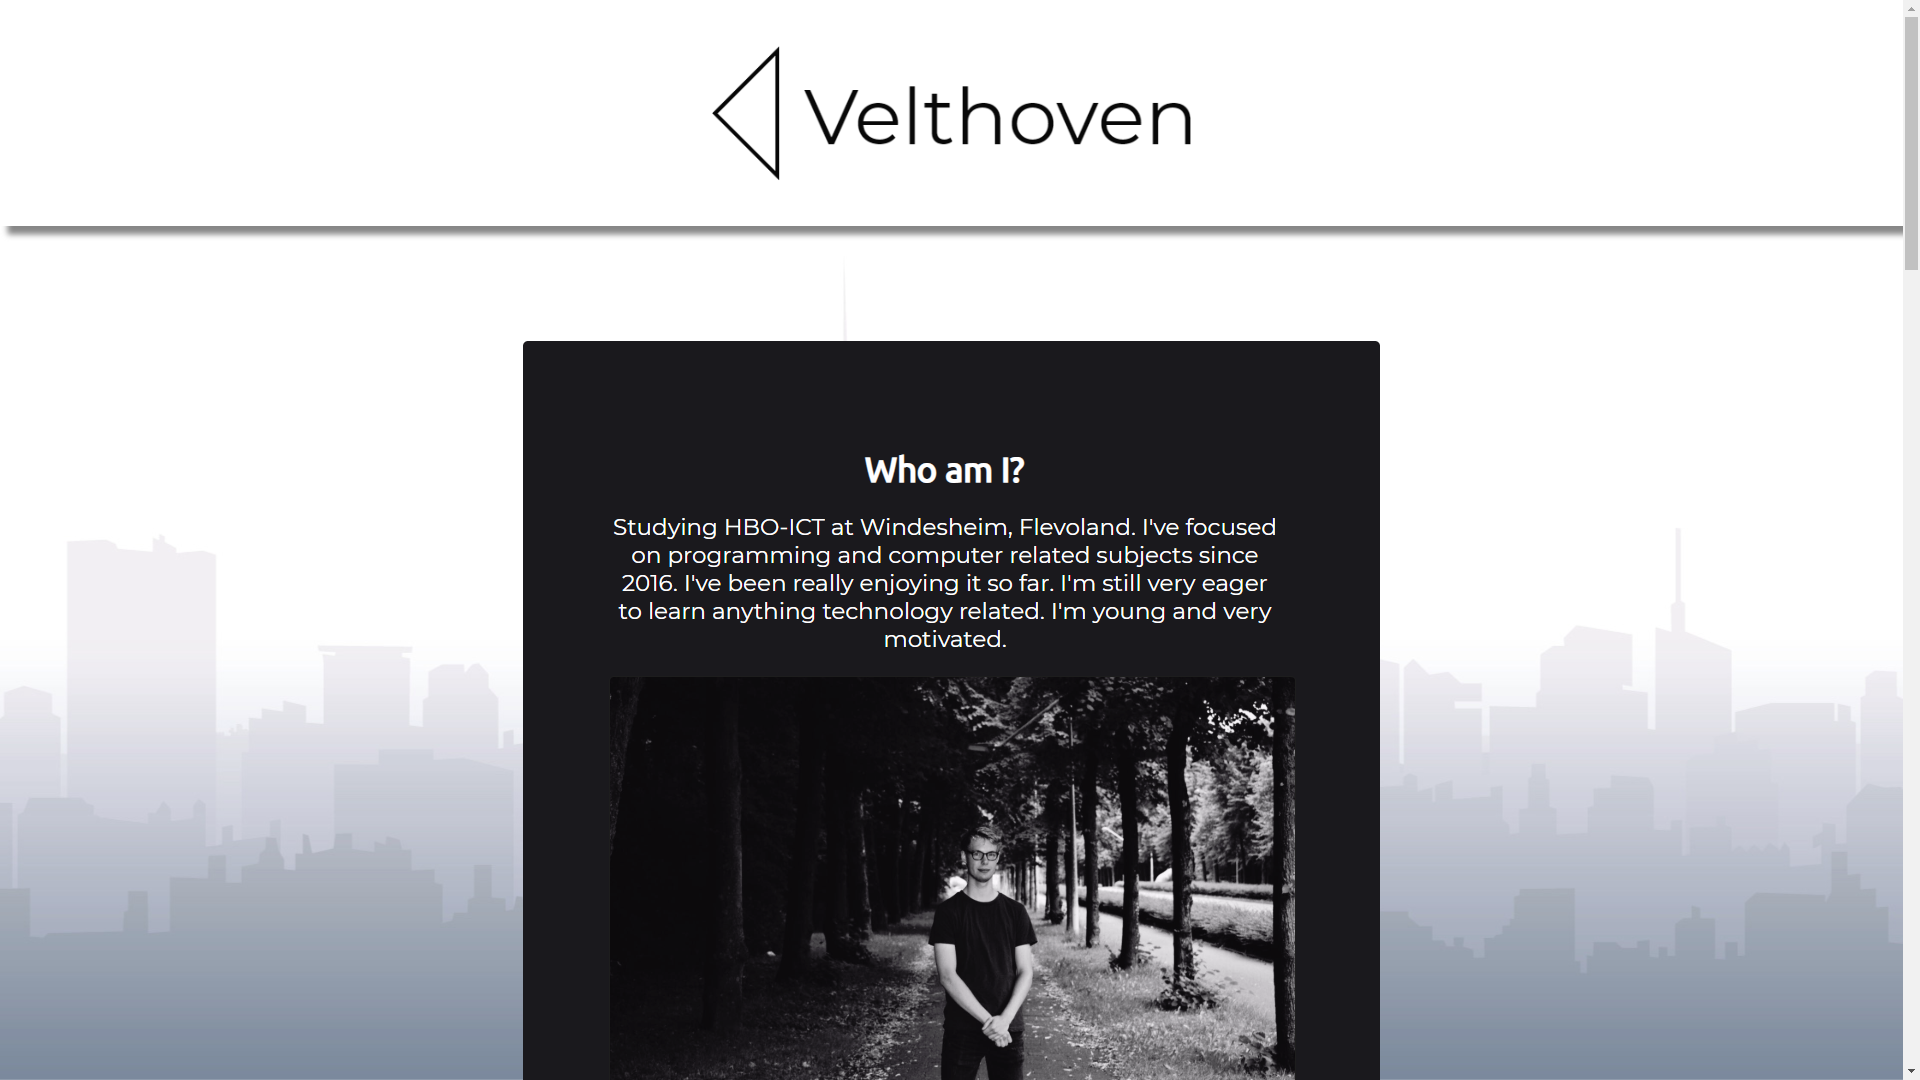 Velthoven
Who am I?
Studying HBO-ICT at Windesheim, Flevoland. I've focused
on programming and computer related subjects since
2016. I've been really enjoying it so far. I'm still very eager
to learn anything technology related. I'm young and very
motivated.